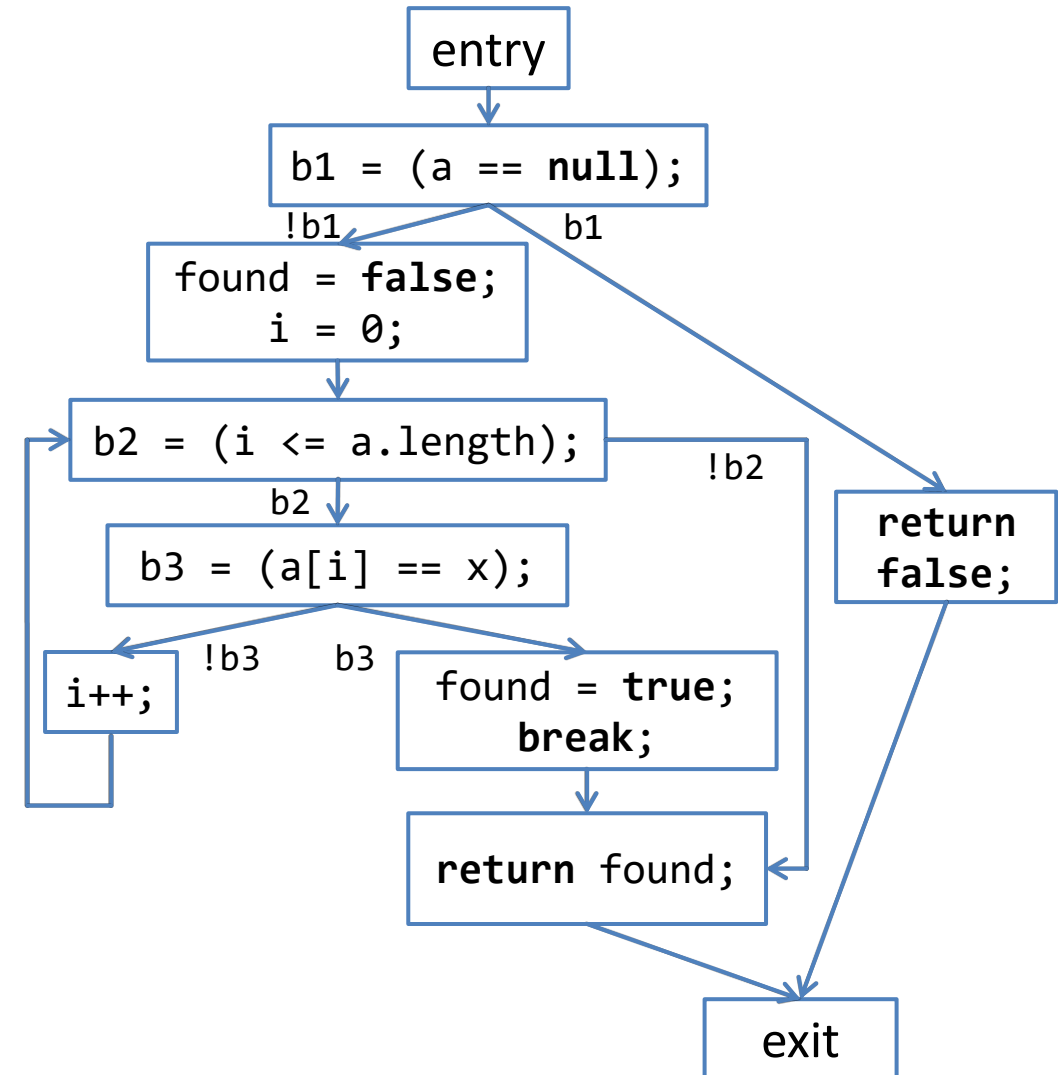 entry
b1 = (a == null);
!b1
b1
found = false;
i = 0;
b2 = (i <= a.length);
!b2
b2
return
false;
b3 = (a[i] == x);
!b3
b3
i++;
found = true;
break;
return found;
exit